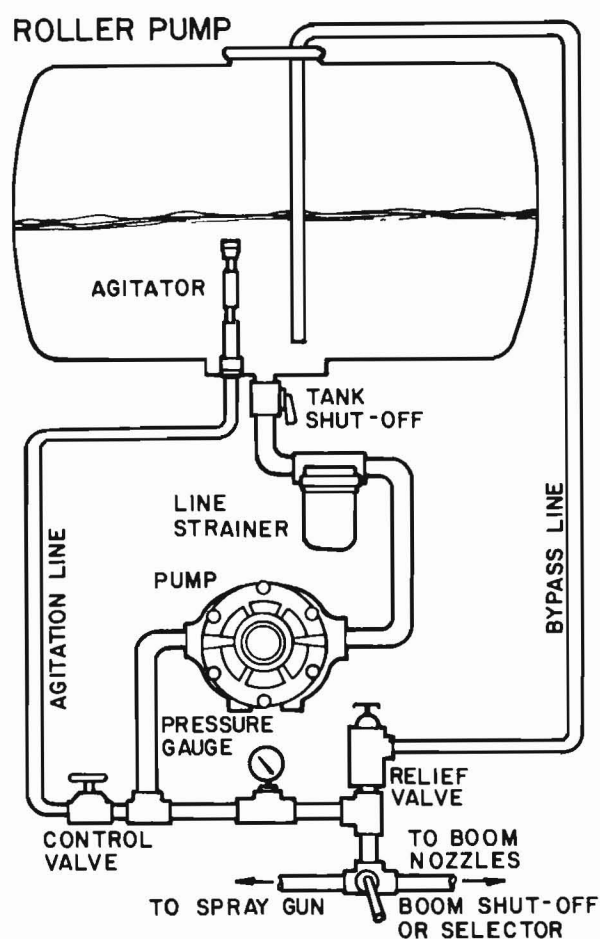 ROLLER PUMP
AGITATOR
TANK
SHUT-OFF
LINE
STRAINER
AGITATION LINE
BYPASS LINE
PUMP
PRESSURE
GAUGE
RELIEF
VALVE
CONTROL
VALVE
TO BOOM
NOZZLES
TO SPRAY GUN
BOOM SHUT-OFF
OR SELECTOR